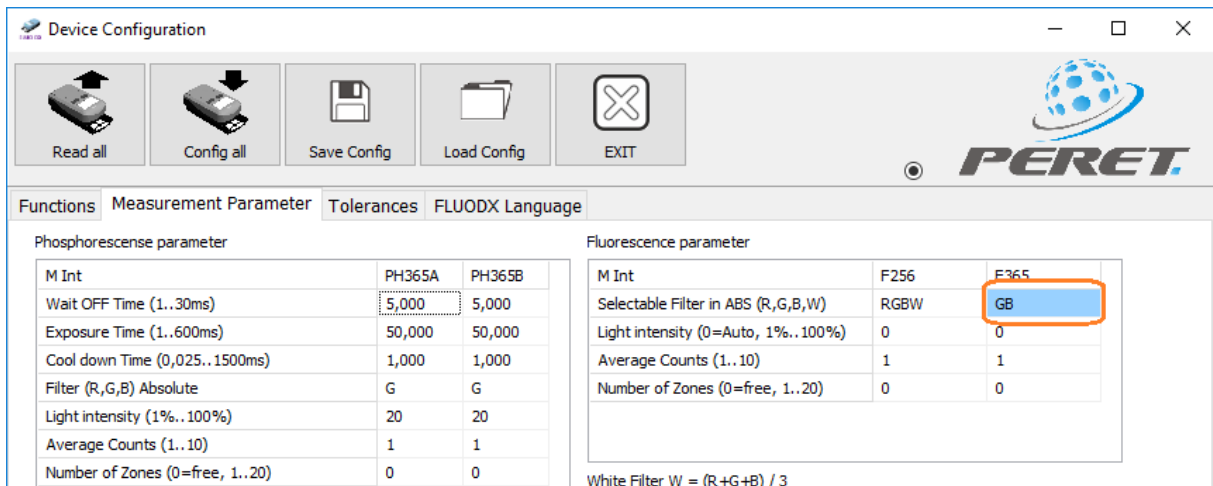 Device Configuration
Read all Config all Save Config Load Config EXIT
PERET.
Functions Measurement Parameter Tolerances FLUODX Language
Phosphorescense parameter
M Int PH365A PH365B
Wait OFF Time (1..30ms) 5,000 5,000
Exposure Time (1..600ms) 50,000 50,000
Cool down Time (0,025..1500ms) 1,000 1,000
Filter (R,G,B) Absolute G G
Light intensity (1%..100%) 20 20
Average Counts (1..10) 1 1
Number of Zones (0=free, 1..20) 0 0
Fluorescence parameter
M Int F256 F365
Selectable Filter in ABS (R,G,B,W) RGBW GB
Light intensity (0=Auto, 1%..100%) 0 0
Average Counts (1..10) 1 1
Number of Zones (0=free, 1..20) 0 0
White Filter W = (R+G+B) / 3